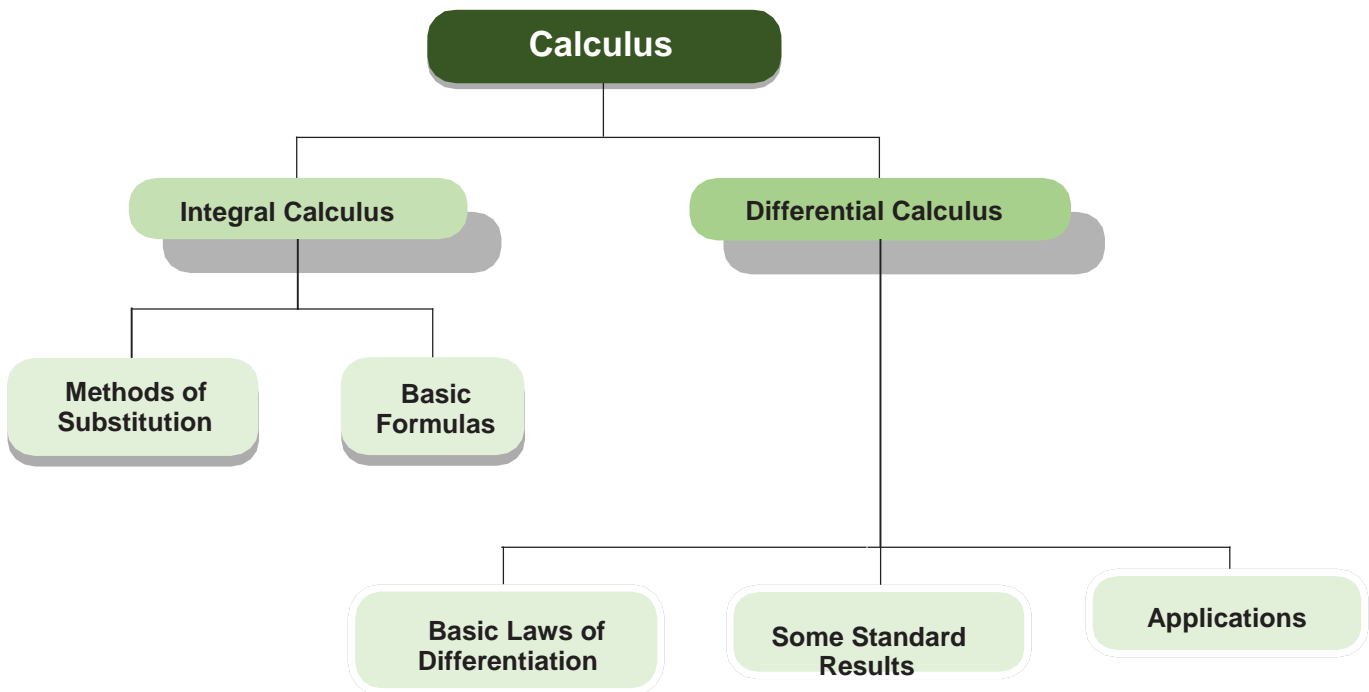 Calculus
Integral Calculus
Differential Calculus
Methods of
Substitution
Basic
Formulas
Basic Laws of
Differentiation
Some Standard
Results
Applications